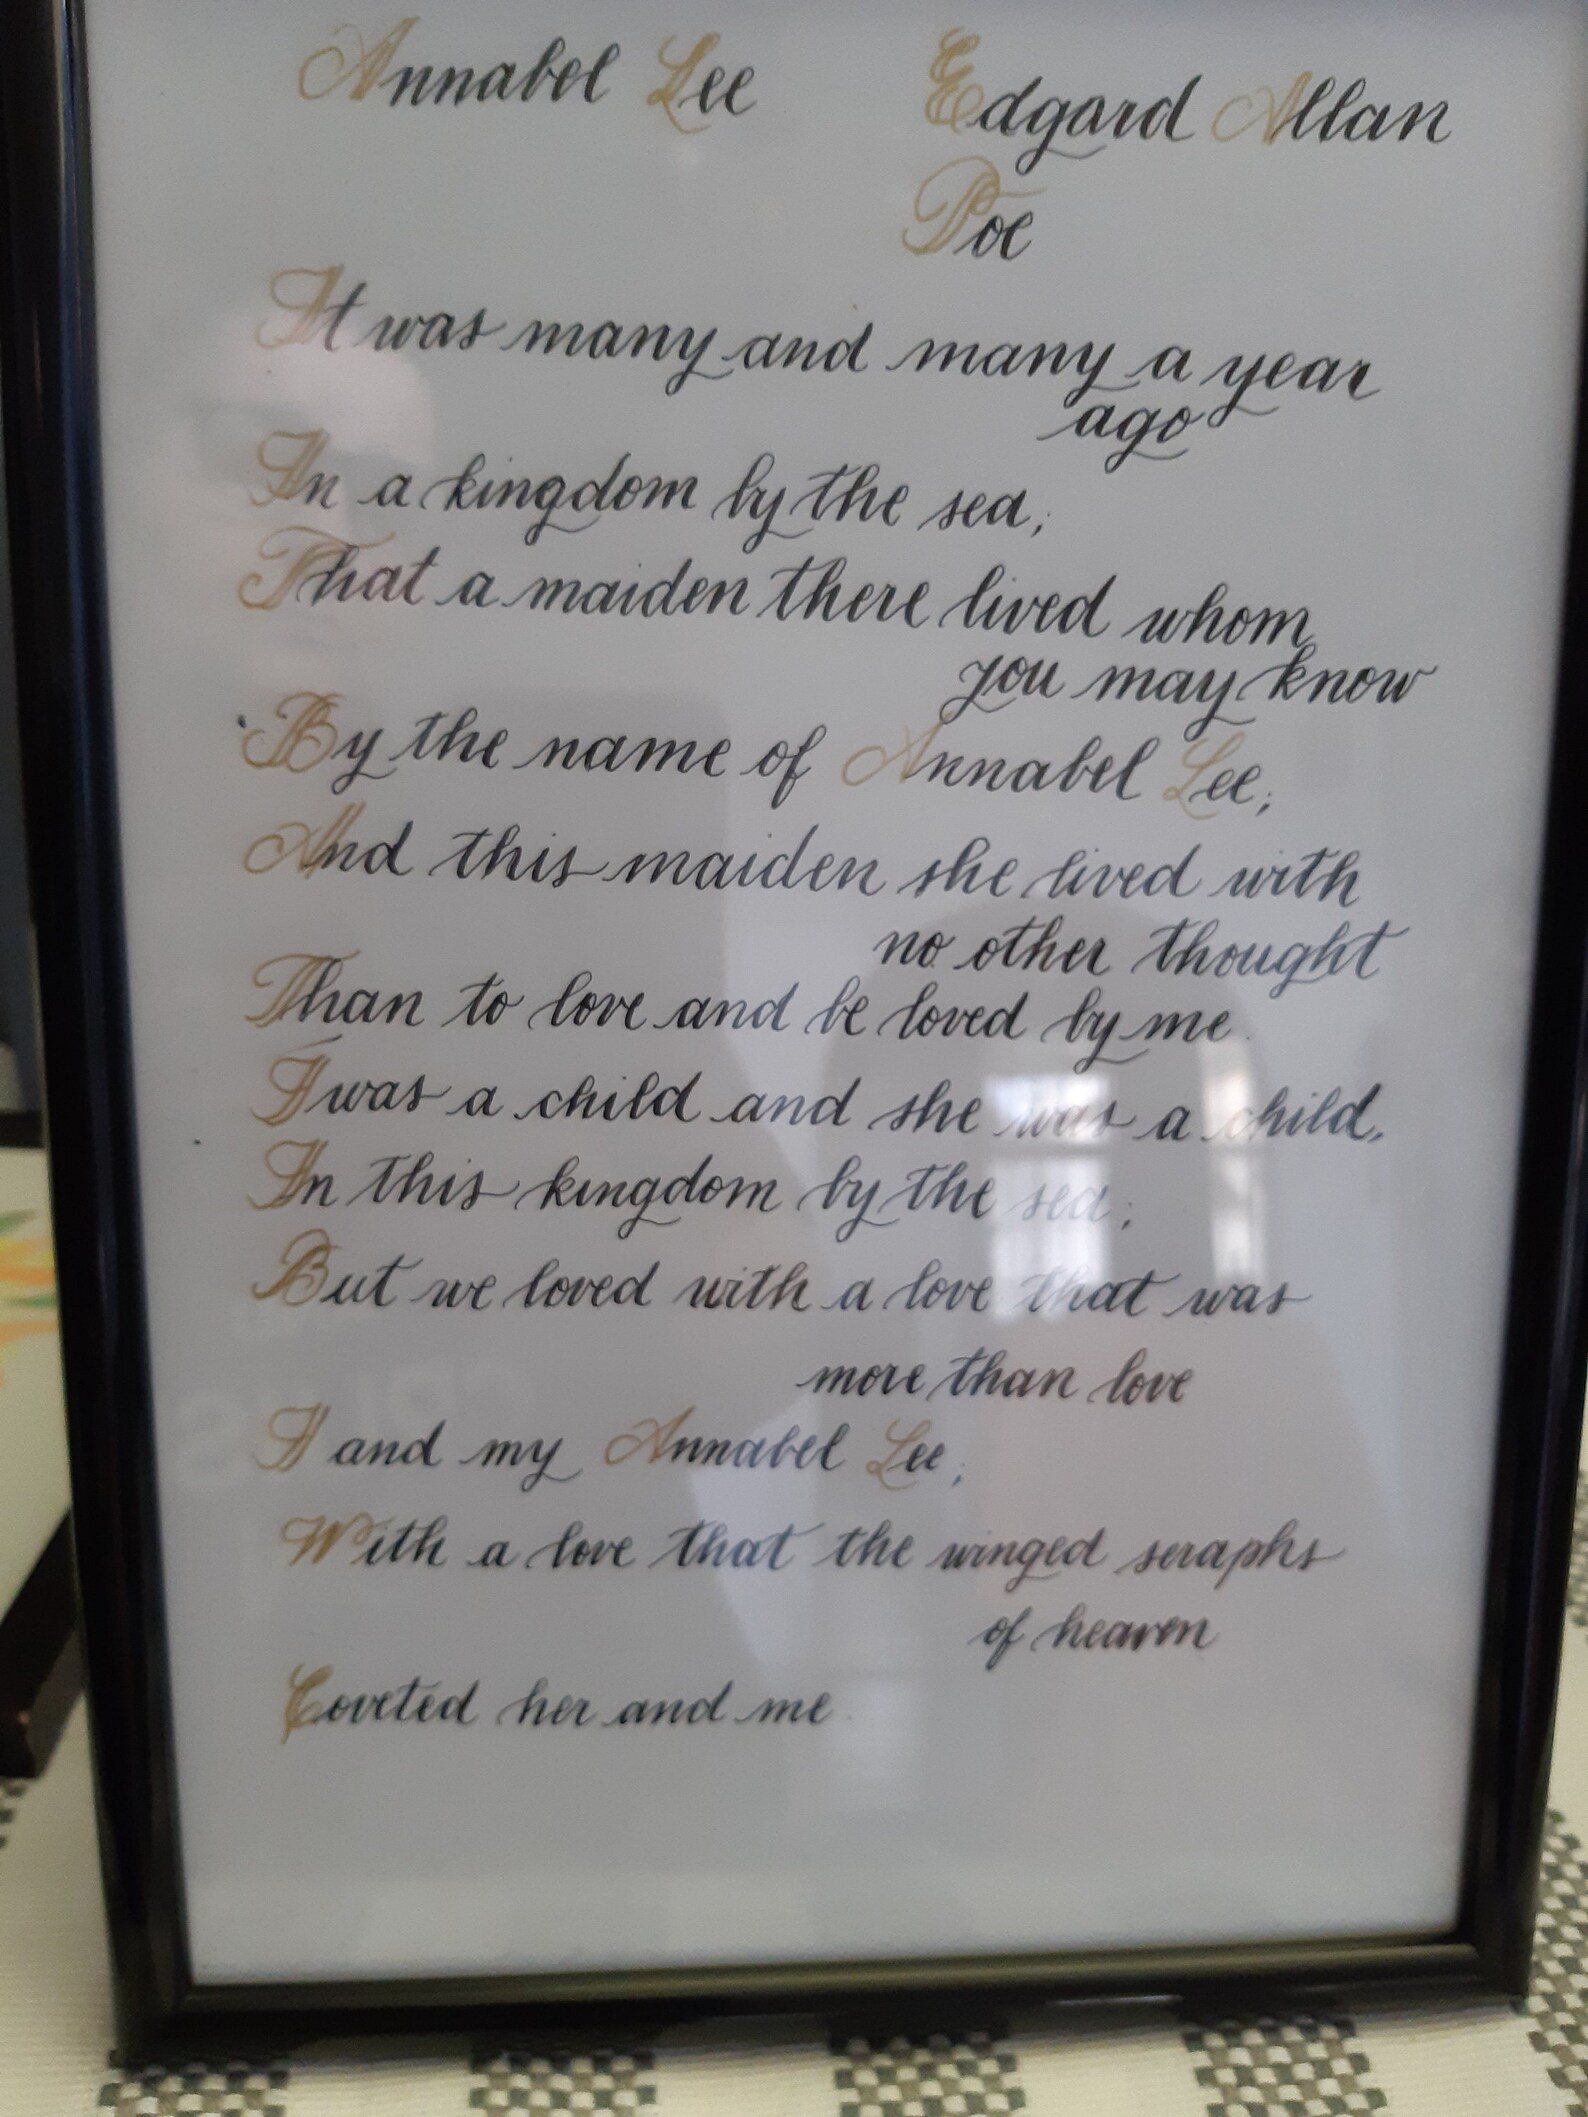 Annabel Lee Edgard Allan
Poe
It was many and many a year
ago
In a kingdom by the sea;
That a maiden there lived whom
you may know
By the name of Annabel Lee;
And this maiden she lived with
no other thought
Than to love and be loved by me.
I was a child and she was a child,
In this kingdom by the sea;
But we loved with a love that was
more than love
I and my Annabel Lee;
With a love that the winged seraphs
of heaven
Coveted her and me.